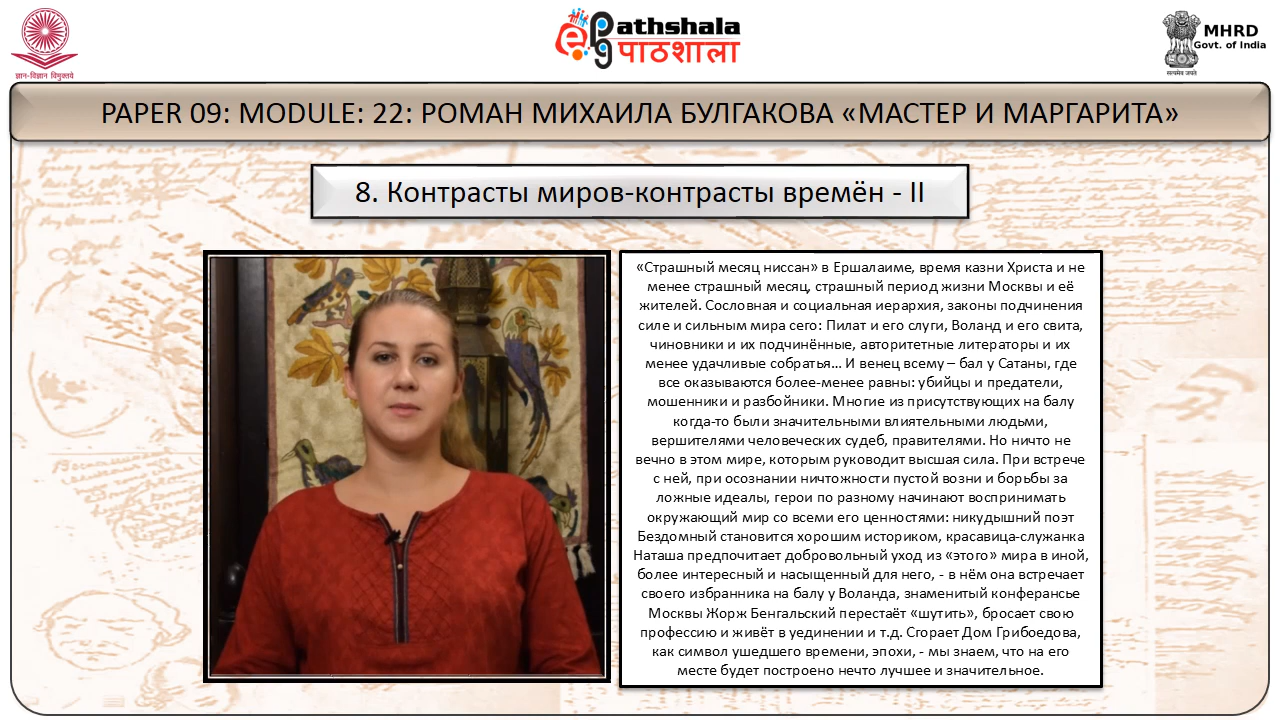 ज्ञान-विज्ञान विमुक्तये
ePathshala
पाठशाला
MHRD
Govt. of India
सत्यमेव जयते
PAPER 09: MODULE: 22: РОМАН МИХАИЛА БУЛГАКОВА «МАСТЕР И МАРГАРИТА»
8. Контрасты миров-контрасты времён - II
«Страшный месяц ниссан» в Ершалаиме, время казни Христа и не
менее страшный месяц, страшный период жизни Москвы и её
жителей. Сословная и социальная иерархия, законы подчинения
силе и сильным мира сего: Пилат и его слуги, Воланд и его свита,
чиновники и их подчинённые, авторитетные литераторы и их
менее удачливые собратья... И венец всему – бал у Сатаны, где
все оказываются более-менее равны: убийцы и предатели,
мошенники и разбойники. Многие из присутствующих на балу
когда-то были значительными влиятельными людьми,
вершителями человеческих судеб, правителями. Но ничто не
вечно в этом мире, которым руководит высшая сила. При встрече
с ней, при осознании ничтожности пустой возни и борьбы за
ложные идеалы, герои по разному начинают воспринимать
окружающий мир со всеми его ценностями: никудышний поэт
Бездомный становится хорошим историком, красавица-служанка
Наташа предпочитает добровольный уход из «этого» мира в иной,
более интересный и насыщенный для него, - в нём она встречает
своего избранника на балу у Воланда, знаменитый конферансье
Москвы Жорж Бенгальский перестаёт «шутить», бросает свою
профессию и живёт в уединении и т.д. Сгорает Дом Грибоедова,
как символ ушедшего времени, эпохи, - мы знаем, что на его
месте будет построено нечто лучшее и значительное.